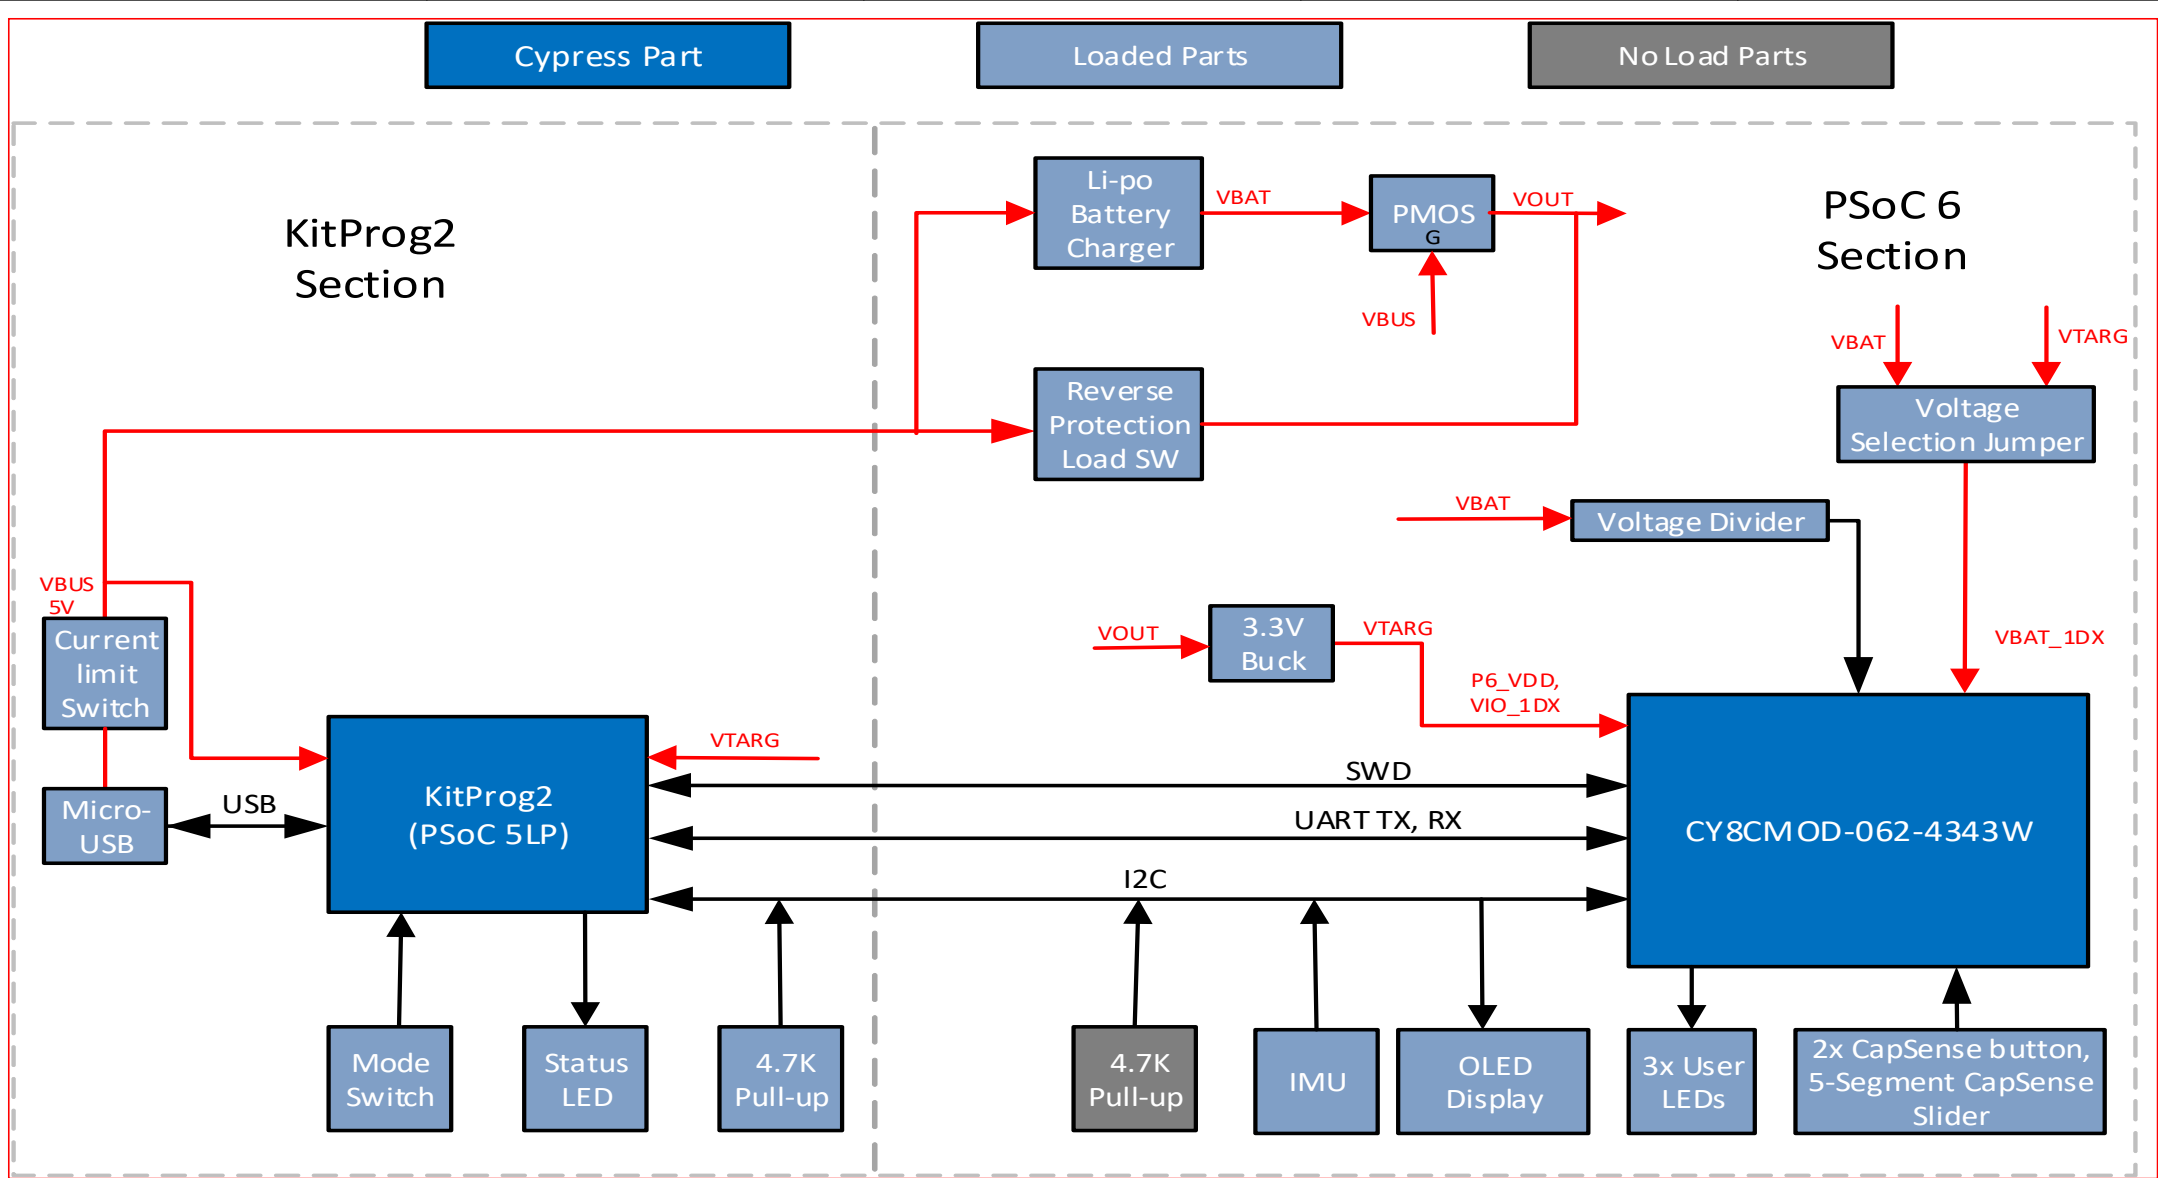 Cypress Part
Loaded Parts
No Load Parts
KitProg2
Section
Li-po
Battery
Charger
VBAT
PMOS
G
VOUT
VBUS
PSoC 6
Section
Reverse
Protection
Load SW
VBAT
VTARG
Voltage
Selection Jumper
VBAT
Voltage Divider
VBUS
5V
Current
limit
Switch
VOUT
3.3V
Buck
VTARG
VBAT_1DX
P6_VDD,
VIO_1DX
Micro-
USB
USB
KitProg2
(PSoC 5LP)
VTARG
SWD
UART TX, RX
I2C
CY8CMOD-062-4343W
Mode
Switch
Status
LED
4.7K
Pull-up
4.7K
Pull-up
IMU
OLED
Display
3x User
LEDs
2x CapSense button,
5-Segment CapSense
Slider